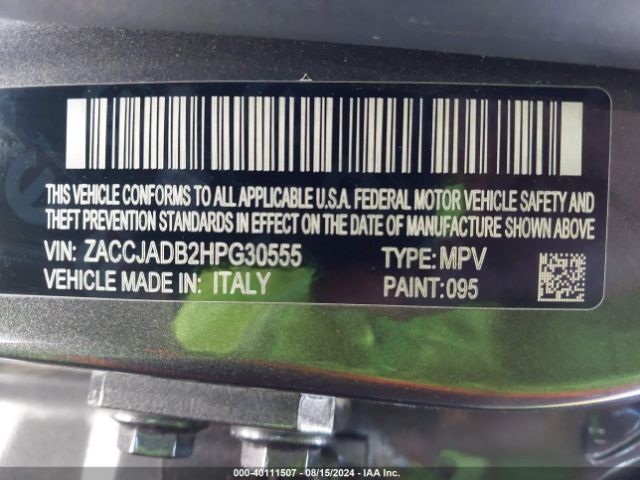 THIS VEHICLE CONFORMS TO ALL APPLICABLE U.S.A. FEDERAL MOTOR VEHICLE SAFETY AND
THEFT PREVENTION STANDARDS IN EFFECT ON THE DATE OF MANUFACTURE SHOWN ABOVE
VIN: ZACCJADB2HPG30555 TYPE: MPV
VEHICLE MADE IN: ITALY PAINT: 095
000-40111507 - 08/15/2024 - IAA Inc.